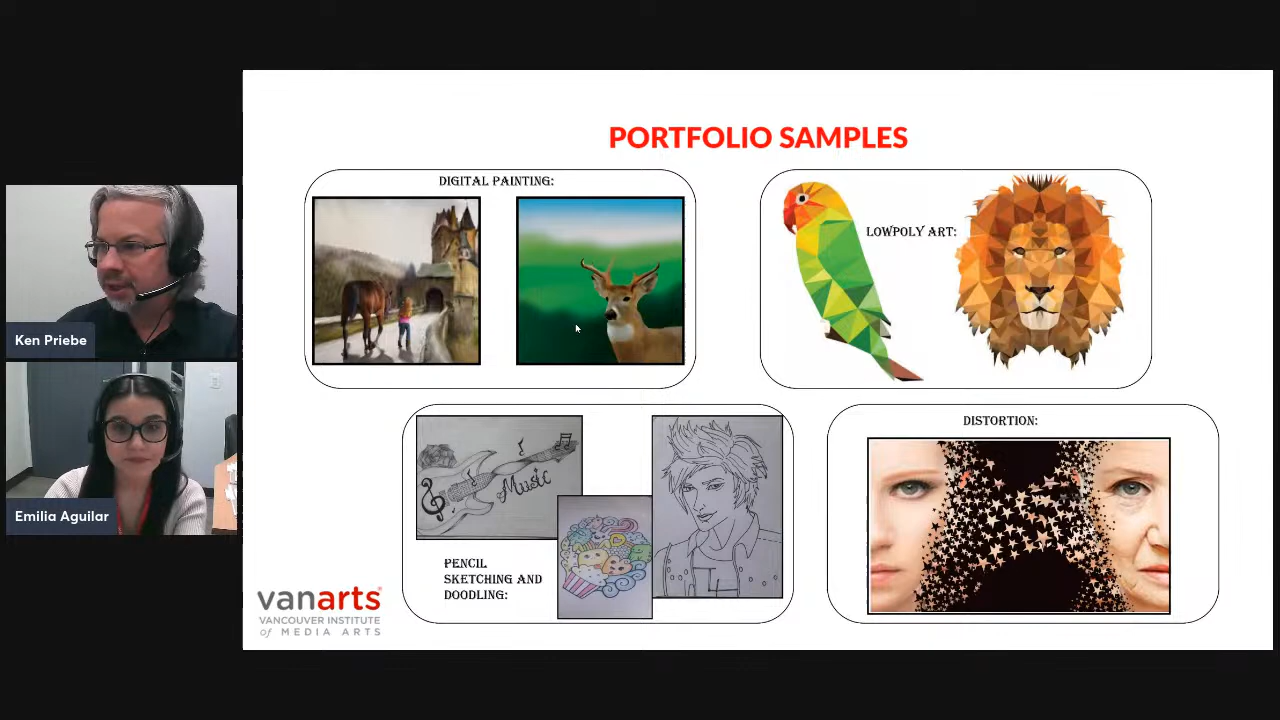 PORTFOLIO SAMPLES
DIGITAL PAINTING:
LOWPOLY ART:
Ken Priebe
Emilia Aguilar
Music
PENCIL
SKETCHING AND
DOODLING:
DISTORTION:
vanarts
VANCOUVER INSTITUTE
of MEDIA ARTS